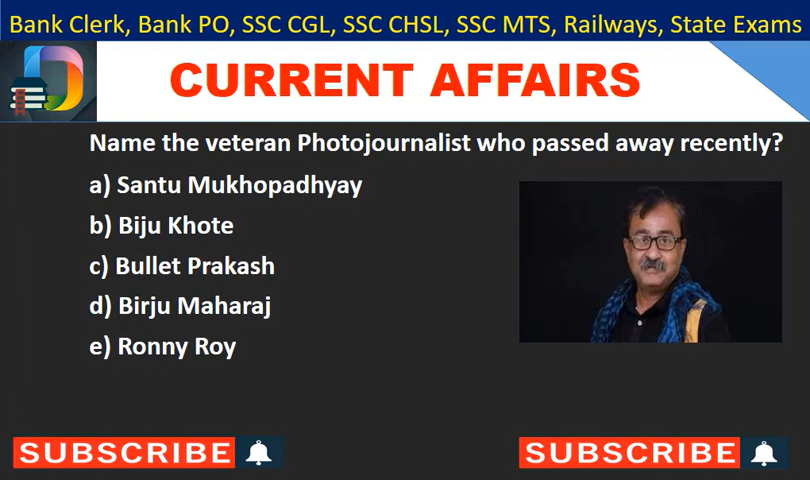 Bank Clerk, Bank PO, SSC CGL, SSC CHSL, SSC MTS, Railways, State Exams
CURRENT AFFAIRS
Name the veteran Photojournalist who passed away recently?
a) Santu Mukhopadhyay
b) Biju Khote
c) Bullet Prakash
d) Birju Maharaj
e) Ronny Roy
SUBSCRIBE
SUBSCRIBE